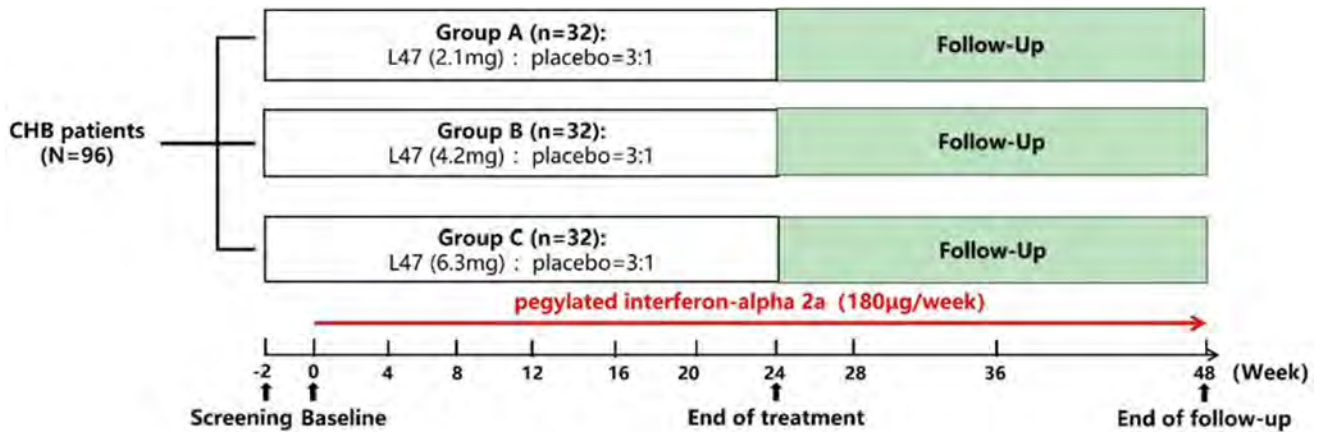 CHB patients
(N=96)
Group A (n=32):
L47 (2.1mg) : placebo=3:1
Follow-Up
Group B (n=32):
L47 (4.2mg) : placebo=3:1
Follow-Up
Group C (n=32):
L47 (6.3mg) : placebo=3:1
Follow-Up
pegylated interferon-alpha 2a (180μg/week)
-2 0 4 8 12 16 20 24 28 36 48 (Week)
Screening Baseline End of treatment End of follow-up